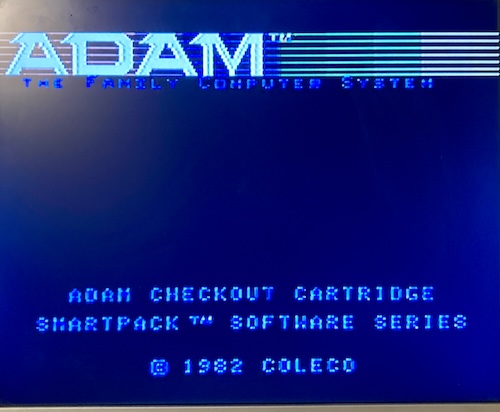 ADAM™
THE FAMILY COMPUTER SYSTEM
ADAM CHECKOUT CARTRIDGE
SMARTPACK™ SOFTWARE SERIES
© 1982 COLECO